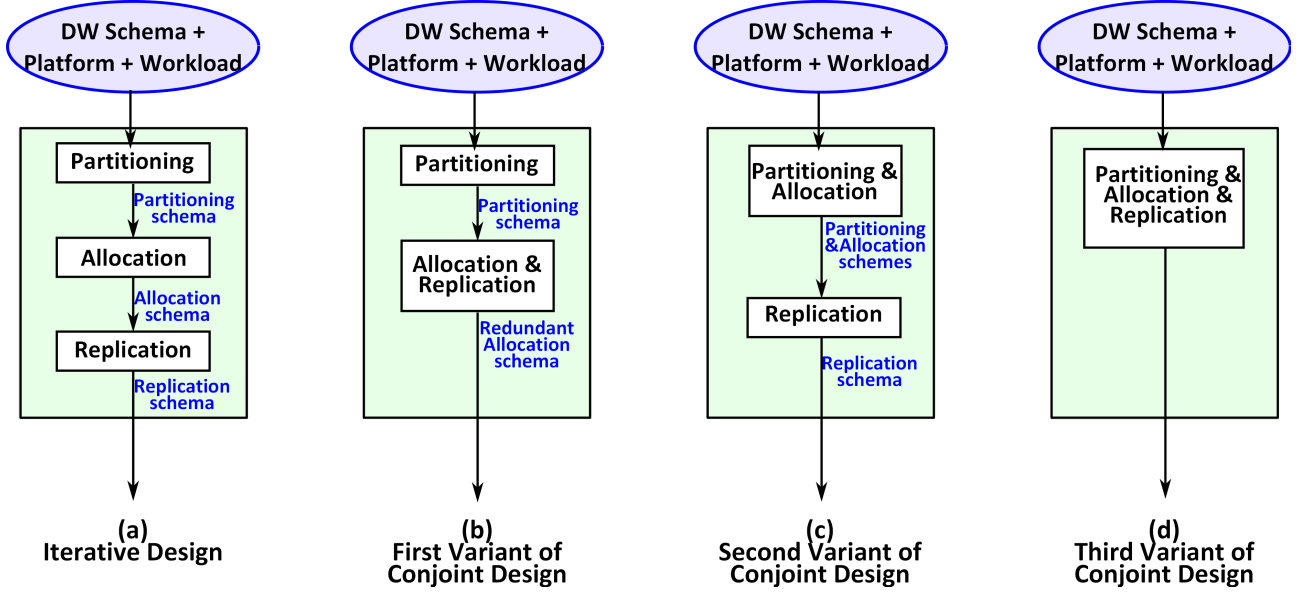 DW Schema +
Platform + Workload
Partitioning
Partitioning
schema
Allocation
Allocation
schema
Replication
Replication
schema
(a)
Iterative Design
DW Schema +
Platform + Workload
Partitioning
Partitioning
schema
Allocation &
Replication
Redundant
Allocation
schema
(b)
First Variant of
Conjoint Design
DW Schema +
Platform + Workload
Partitioning &
Allocation
Partitioning
&Allocation
schemes
Replication
Replication
schema
(c)
Second Variant of
Conjoint Design
DW Schema +
Platform + Workload
Partitioning &
Allocation &
Replication
(d)
Third Variant of
Conjoint Design